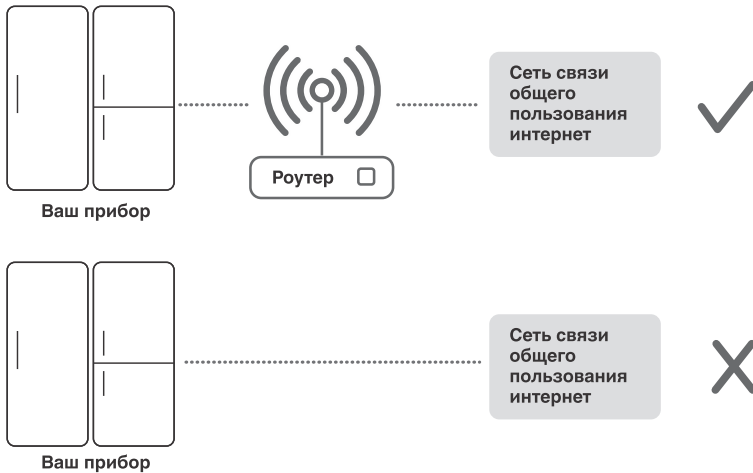 Сеть связи
общего
пользования
интернет
Роутер
Ваш прибор
Сеть связи
общего
пользования
интернет
Ваш прибор